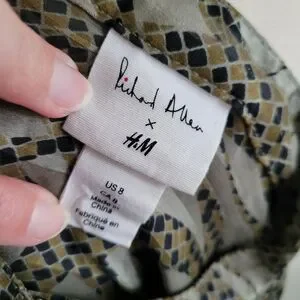 Richard Allan
x
H&M
US 8
CA 8
Made in
China
Fabriqué en
Chine